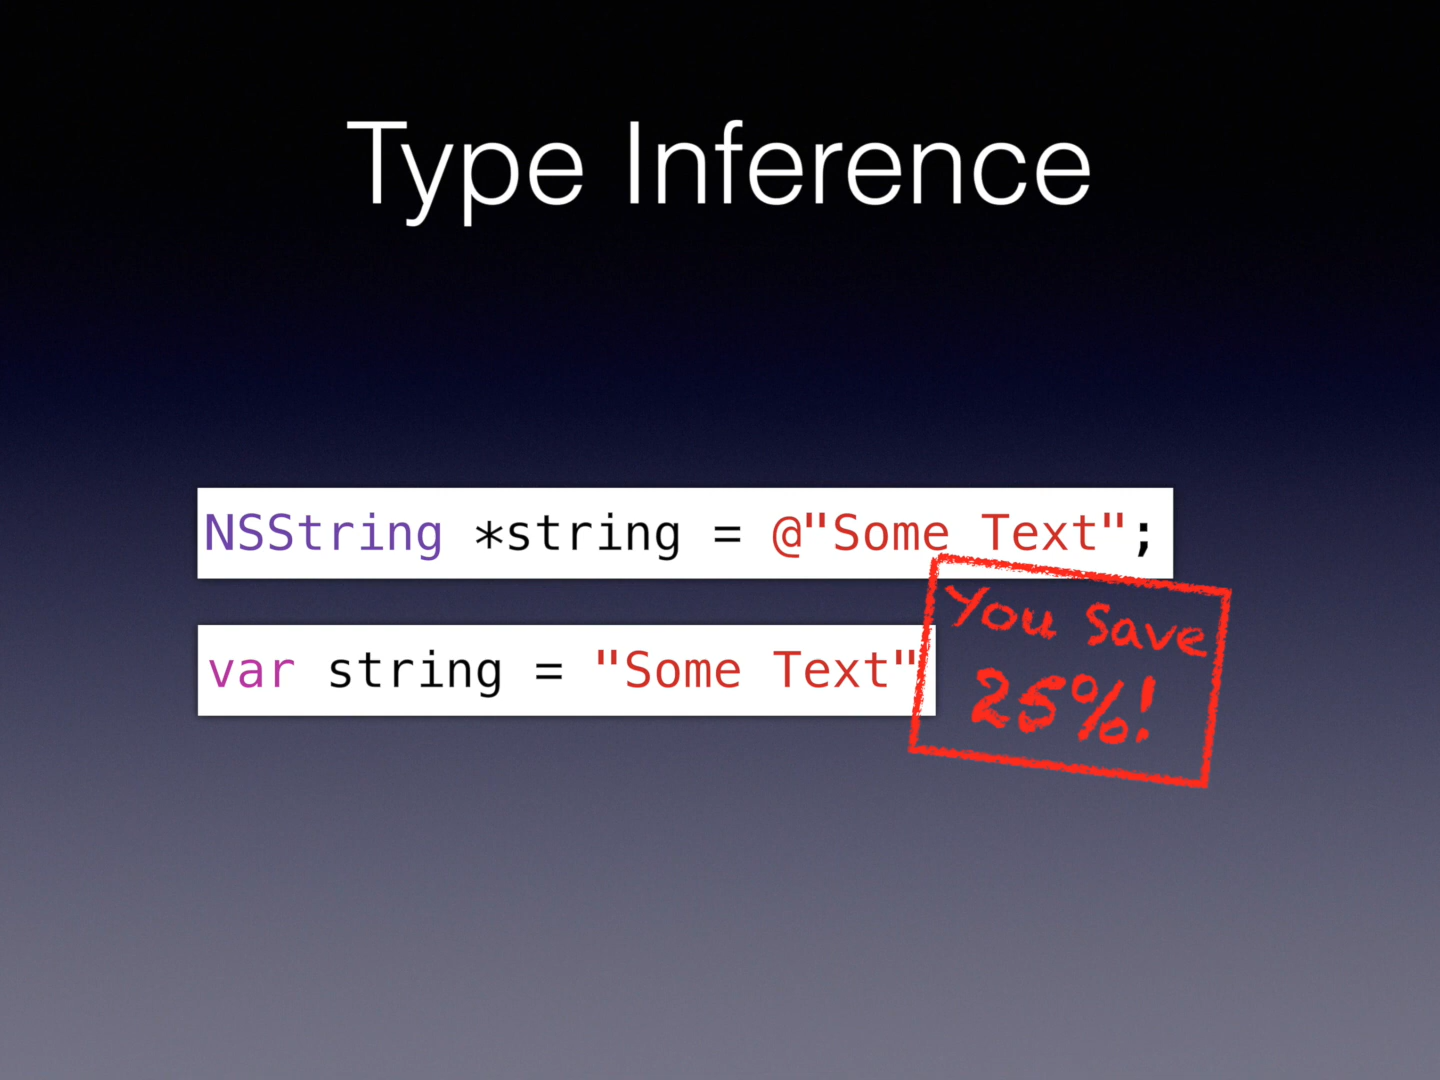 Type Inference
NSString *string = @"Some Text";
var string = "Some Text"
You Save
25%!